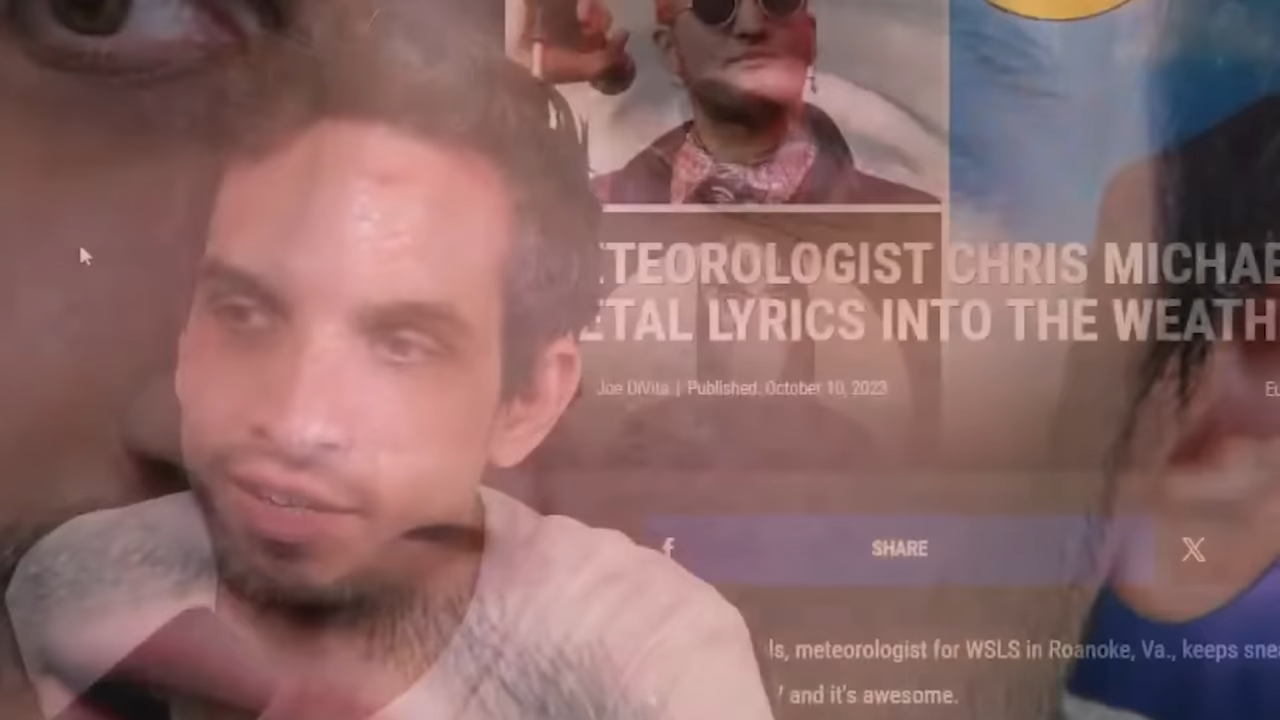 ETEOROLOGIST CHRIS MICHAE
ETAL LYRICS INTO THE WEATH
Joe DiVita | Published: October 10, 2023
SHARE
ls, meteorologist for WSLS in Roanoke, Va., keeps snea
/ and it's awesome.